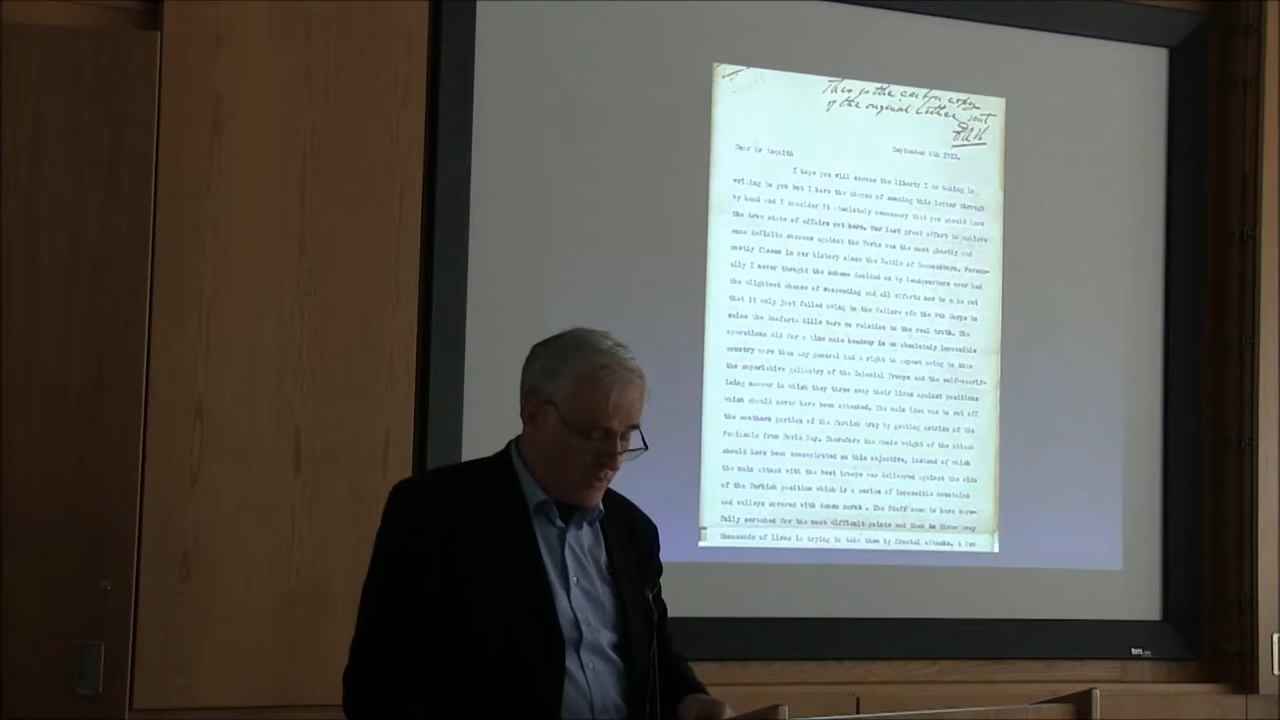 This is the carbon copy
of the original letter sent
September 8th 1915.
Dear Mr Asquith
I hope you will excuse the liberty I am taking in
writing to you but I have the chance of sending this letter through
by hand and I consider it absolutely necessary that you should know
the true state of affairs out here. Our last great effort to achieve
some definite success against the Turks was the most ghastly and
costly fiasco in our history since the Battle of Bannockburn. Person-
ally I never thought the scheme decided on by Headquarters ever had
the slightest chance of succeeding and all efforts now to make out
that it only just failed owing to the failure of the 9th Corps to
seize the Anafarta Hills bare no relation to the real truth. The
operations did for a time make headway in an absolutely impossible
country more than any general had a right to expect owing to the
the superlative gallantry of the Colonial Troops and the self-sacrif-
icing manner in which they threw away their lives against positions
which should never have been attacked. The main idea was to cut off
the southern portion of the Turkish Army by getting astride of the
Peninsula from Suvla Bay. Therefore the whole weight of the attack
should have been concentrated on this objective, instead of which
the main attack with the best troops was delivered against the side
of the Turkish position which is a series of impossible mountains
and valleys covered with dense scrub. The Staff seem to have care-
fully searched for the most difficult points and then threw away
thousands of lives in trying to take them by frontal attacks. A few